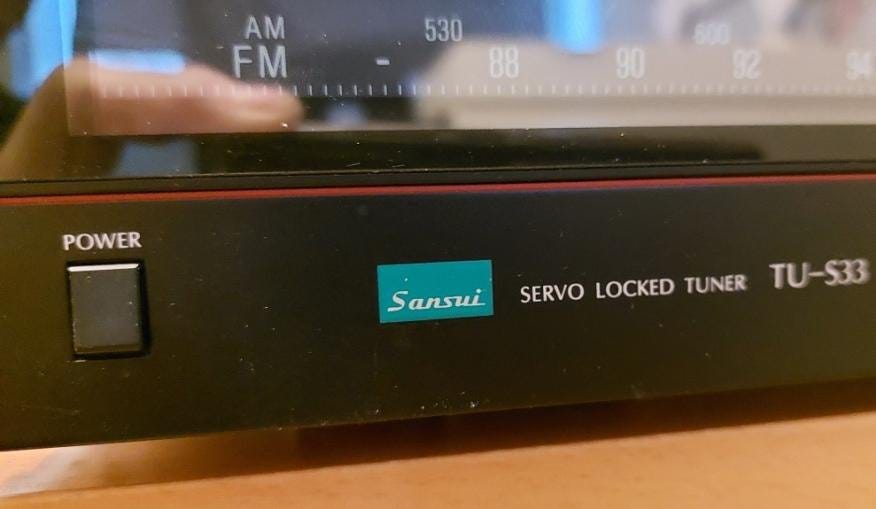 AM 530 600
FM - 88 90 92 94
POWER
Sansui SERVO LOCKED TUNER TU-S33